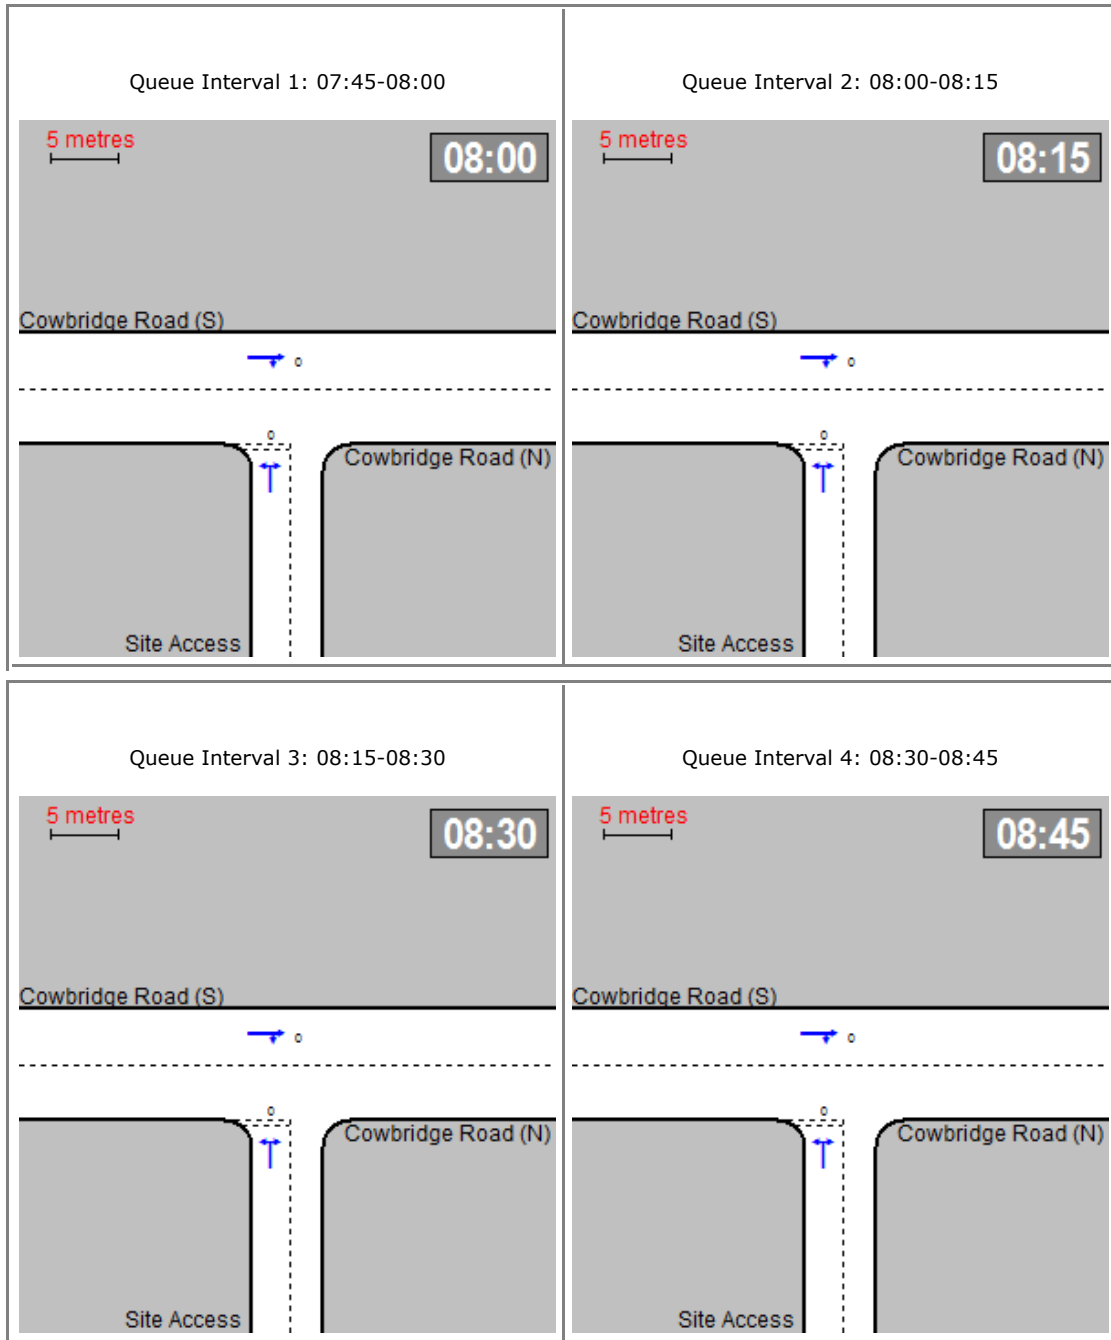 Queue Interval 1: 07:45-08:00
5 metres
08:00
Cowbridge Road (S)
0
0
Cowbridge Road (N)
Site Access
Queue Interval 2: 08:00-08:15
5 metres
08:15
Cowbridge Road (S)
0
0
Cowbridge Road (N)
Site Access
Queue Interval 3: 08:15-08:30
5 metres
08:30
Cowbridge Road (S)
0
0
Cowbridge Road (N)
Site Access
Queue Interval 4: 08:30-08:45
5 metres
08:45
Cowbridge Road (S)
0
0
Cowbridge Road (N)
Site Access